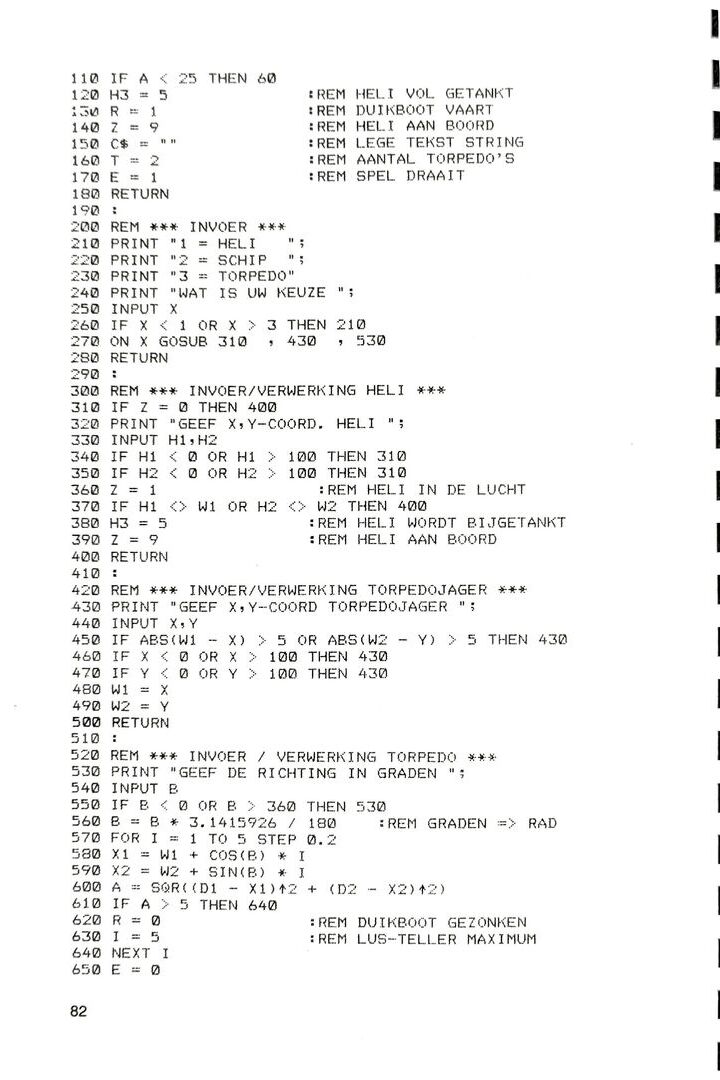 110 IF A < 25 THEN 60
120 H3 = 5 :REM HELI VOL GETANKT
130 R = 1 :REM DUIKBOOT VAART
140 Z = 9 :REM HELI AAN BOORD
150 C$ = "" :REM LEGE TEKST STRING
160 T = 2 :REM AANTAL TORPEDO'S
170 E = 1 :REM SPEL DRAAIT
180 RETURN
190 :
200 REM *** INVOER ***
210 PRINT "1 = HELI   ";
220 PRINT "2 = SCHIP  ";
230 PRINT "3 = TORPEDO"
240 PRINT "WAT IS UW KEUZE ";
250 INPUT X
260 IF X < 1 OR X > 3 THEN 210
270 ON X GOSUB 310 , 430 , 530
280 RETURN
290 :
300 REM *** INVOER/VERWERKING HELI ***
310 IF Z = 0 THEN 400
320 PRINT "GEEF X,Y-COORD. HELI ";
330 INPUT H1,H2
340 IF H1 < 0 OR H1 > 100 THEN 310
350 IF H2 < 0 OR H2 > 100 THEN 310
360 Z = 1 :REM HELI IN DE LUCHT
370 IF H1 <> W1 OR H2 <> W2 THEN 400
380 H3 = 5 :REM HELI WORDT BIJGETANKT
390 Z = 9 :REM HELI AAN BOORD
400 RETURN
410 :
420 REM *** INVOER/VERWERKING TORPEDOJAGER ***
430 PRINT "GEEF X,Y-COORD TORPEDOJAGER ";
440 INPUT X,Y
450 IF ABS(W1 - X) > 5 OR ABS(W2 - Y) > 5 THEN 430
460 IF X < 0 OR X > 100 THEN 430
470 IF Y < 0 OR Y > 100 THEN 430
480 W1 = X
490 W2 = Y
500 RETURN
510 :
520 REM *** INVOER / VERWERKING TORPEDO ***
530 PRINT "GEEF DE RICHTING IN GRADEN ";
540 INPUT B
550 IF B < 0 OR B > 360 THEN 530
560 B = B * 3.1415926 / 180 :REM GRADEN => RAD
570 FOR I = 1 TO 5 STEP 0.2
580 X1 = W1 + COS(B) * I
590 X2 = W2 + SIN(B) * I
600 A = SQR((D1 - X1)↑2 + (D2 - X2)↑2)
610 IF A > 5 THEN 640
620 R = 0 :REM DUIKBOOT GEZONKEN
630 I = 5 :REM LUS-TELLER MAXIMUM
640 NEXT I
650 E = 0
82